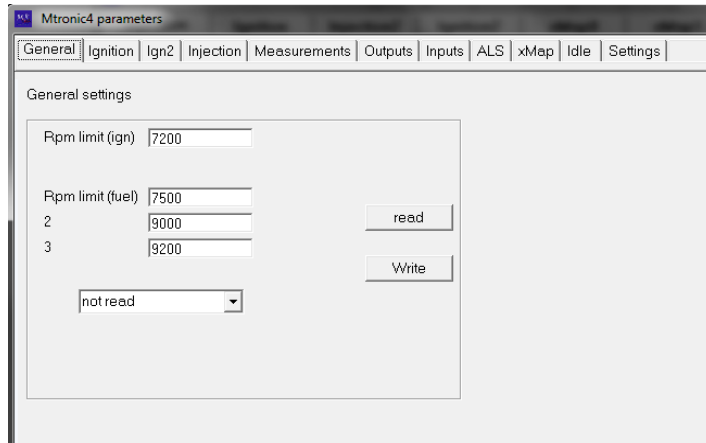 Mtronic4 parameters
General Ignition Ign2 Injection Measurements Outputs Inputs ALS xMap Idle Settings
General settings
Rpm limit (ign) 7200
Rpm limit (fuel) 7500
2 9000
3 9200
read
Write
not read